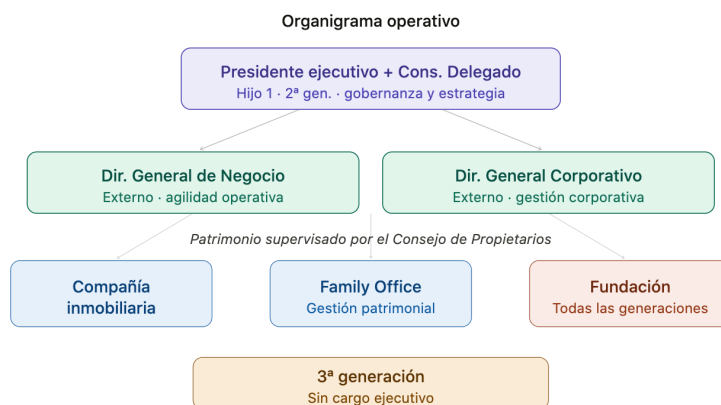 Organigrama operativo
Presidente ejecutivo + Cons. Delegado
Hijo 1 · 2ª gen. · gobernanza y estrategia
Dir. General de Negocio
Externo · agilidad operativa
Dir. General Corporativo
Externo · gestión corporativa
Patrimonio supervisado por el Consejo de Propietarios
Compañía
inmobiliaria
Family Office
Gestión patrimonial
Fundación
Todas las generaciones
3ª generación
Sin cargo ejecutivo